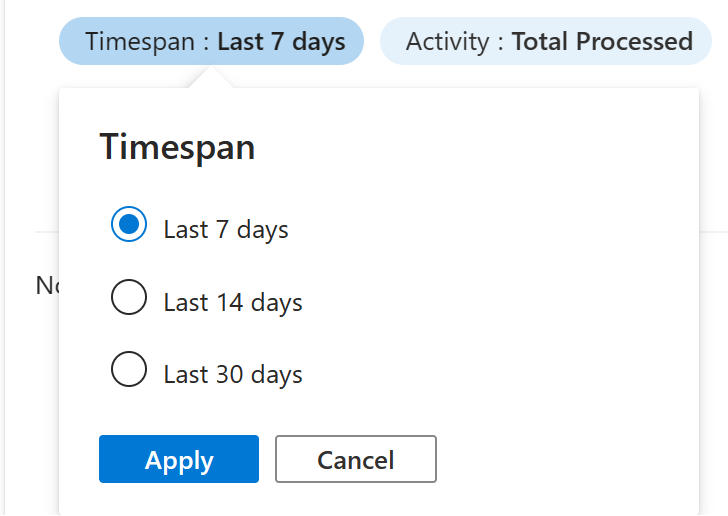 Timespan : Last 7 days Activity : Total Processed
Timespan
Last 7 days
No
Last 14 days
Last 30 days
Apply Cancel